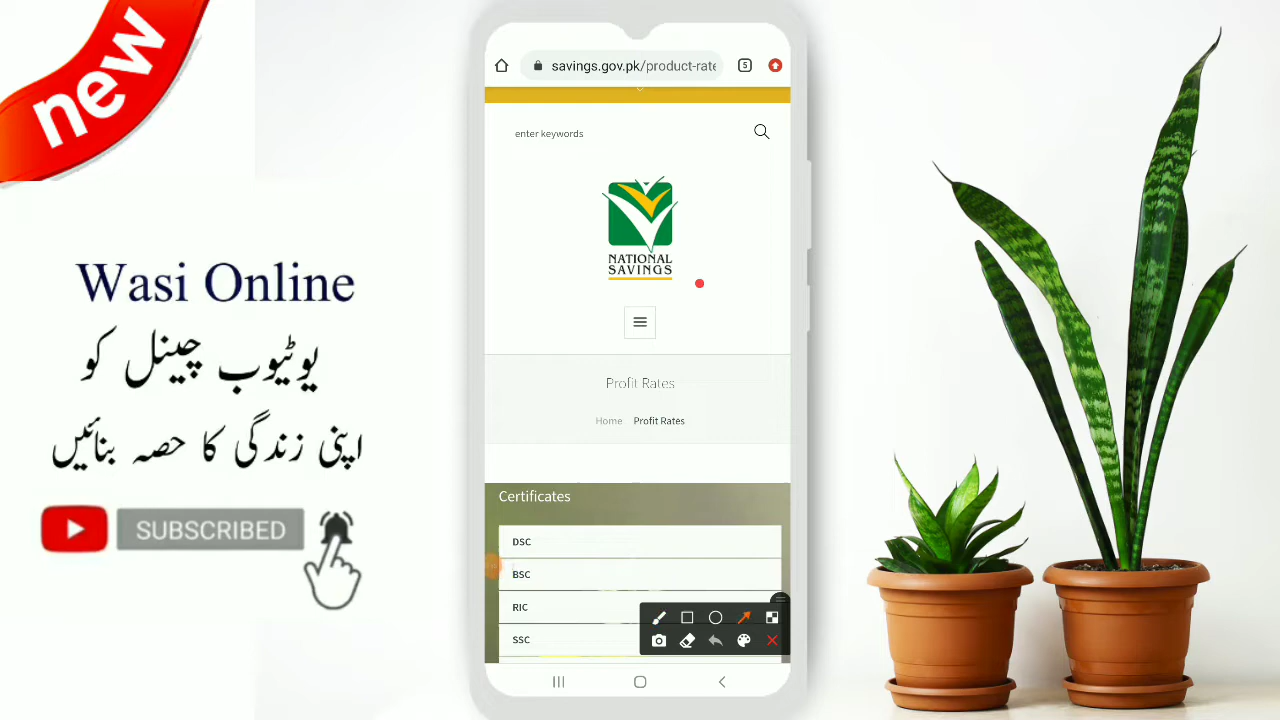 new
Wasi Online
یوٹیوب چینل کو
اپنی زندگی کا حصہ بنائیں
SUBSCRIBED
savings.gov.pk/product-rate
5
enter keywords
NATIONAL
SAVINGS
Profit Rates
Home Profit Rates
Certificates
DSC
BSC
RIC
SSC